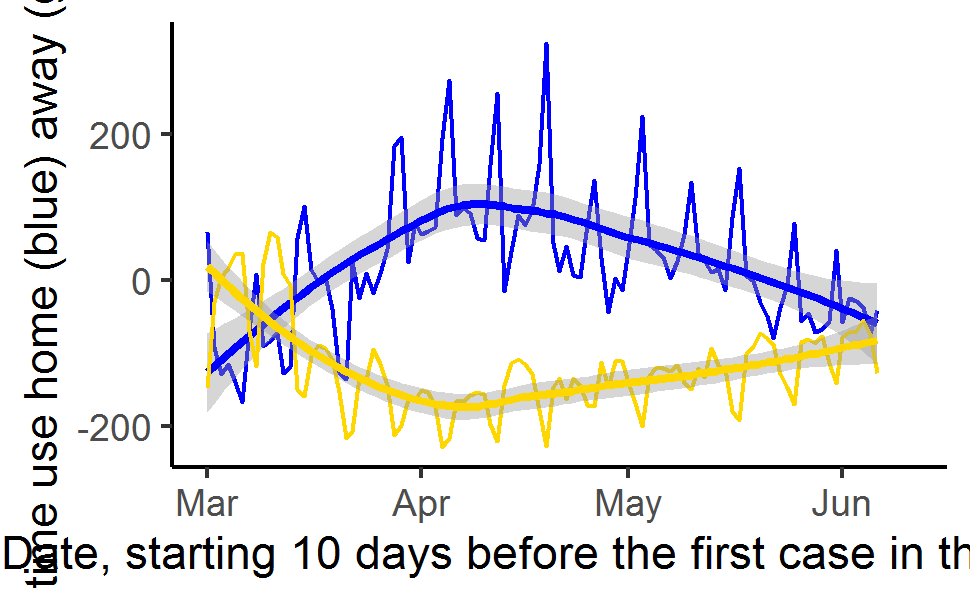 time use home (blue) away (
200
0
-200
Mar Apr May Jun
Date, starting 10 days before the first case in th